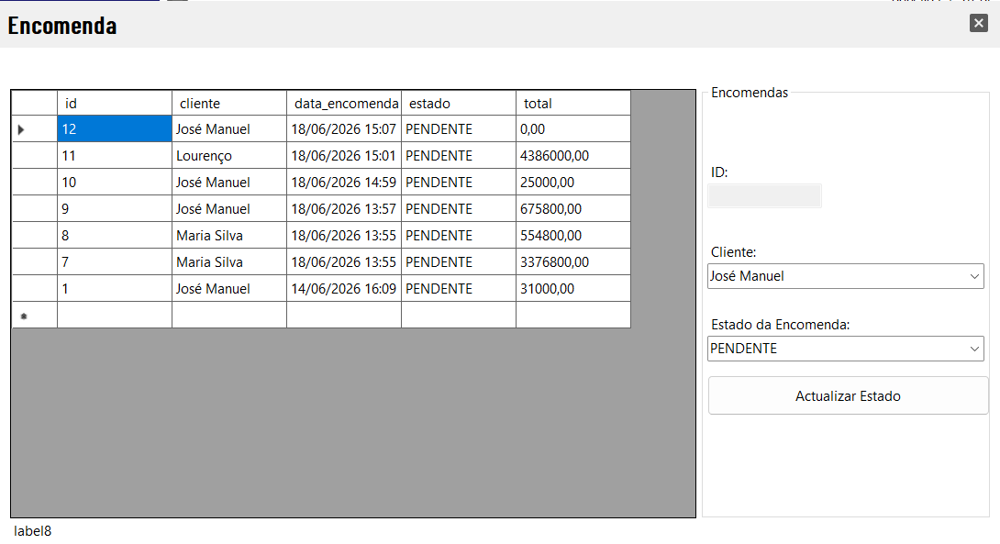 Encomenda
id cliente data_encomenda estado total
12 José Manuel 18/06/2026 15:07 PENDENTE 0,00
11 Lourenço 18/06/2026 15:01 PENDENTE 4386000,00
10 José Manuel 18/06/2026 14:59 PENDENTE 25000,00
9 José Manuel 18/06/2026 13:57 PENDENTE 675800,00
8 Maria Silva 18/06/2026 13:55 PENDENTE 554800,00
7 Maria Silva 18/06/2026 13:55 PENDENTE 3376800,00
1 José Manuel 14/06/2026 16:09 PENDENTE 31000,00
label8
Encomendas
ID:
Cliente:
José Manuel
Estado da Encomenda:
PENDENTE
Actualizar Estado